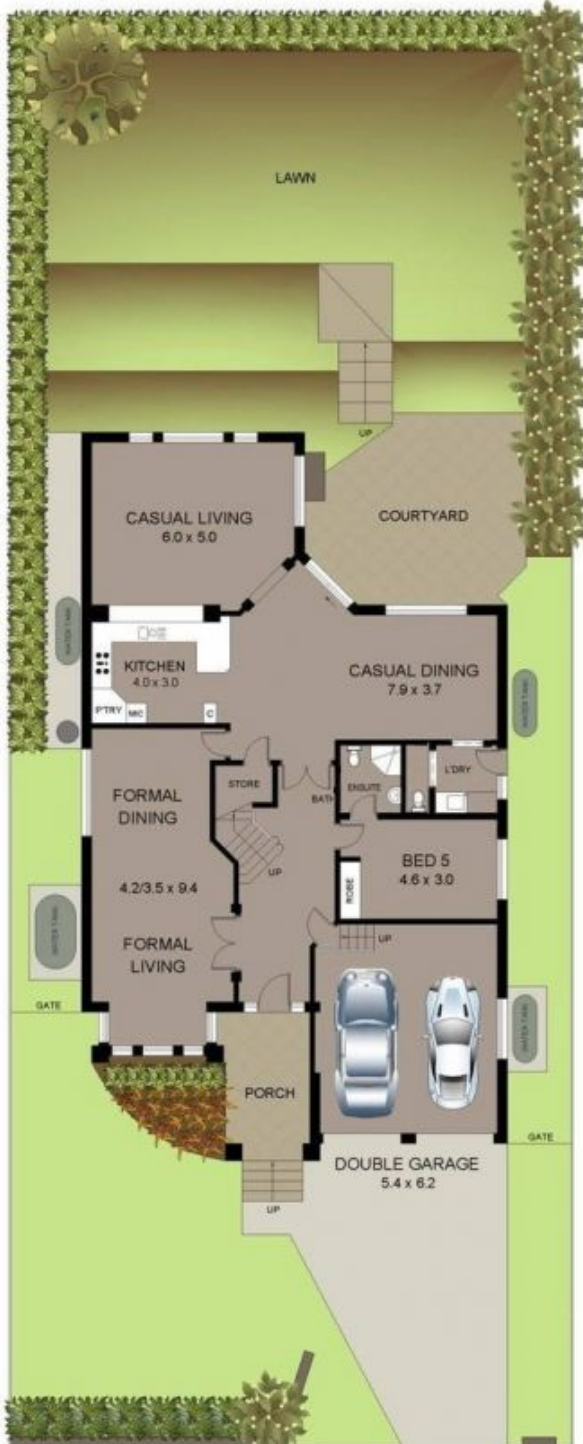 LAWN
UP
CASUAL LIVING
6.0 x 5.0
COURTYARD
WATER TANK
KITCHEN
4.0 x 3.0
CASUAL DINING
7.9 x 3.7
P'TRY
MIC
C
WATER TANK
STORE
BATH
ENSUITE
L'DRY
FORMAL
DINING
4.2/3.5 x 9.4
FORMAL
LIVING
UP
BED 5
4.6 x 3.0
ROBE
WATER TANK
UP
GATE
WATER TANK
PORCH
GATE
DOUBLE GARAGE
5.4 x 6.2
UP